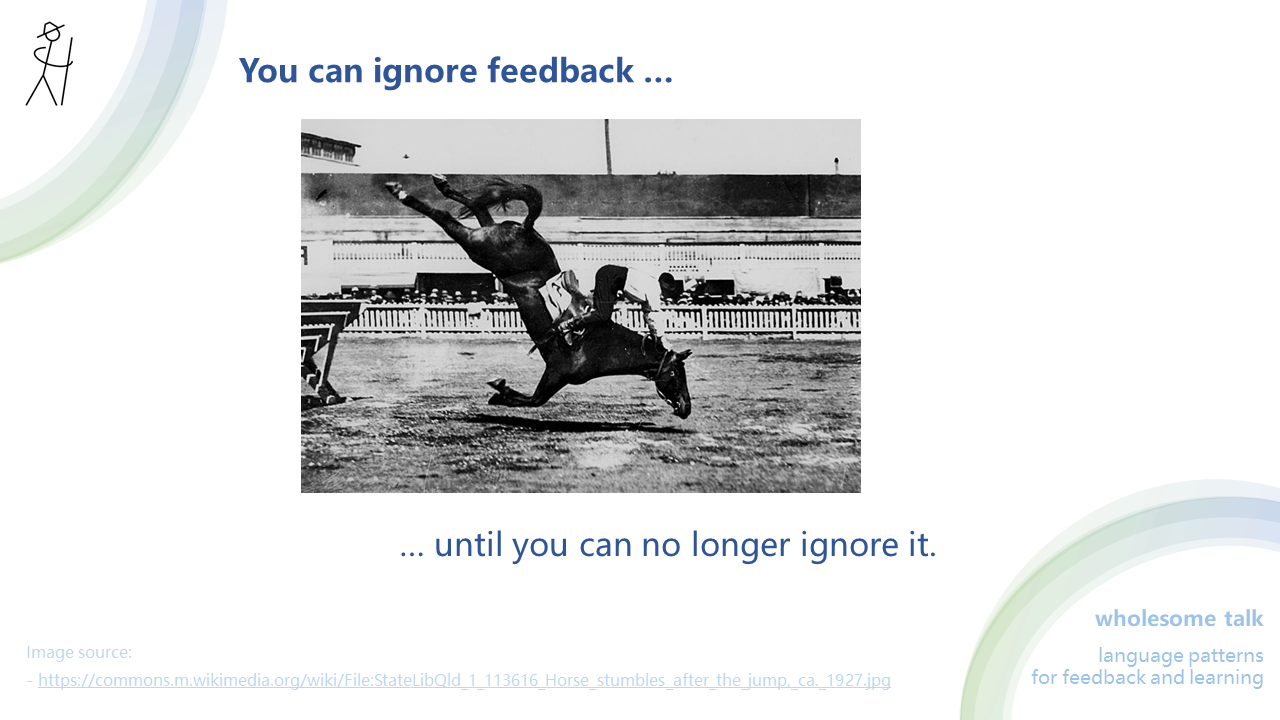 You can ignore feedback …
… until you can no longer ignore it.
Image source:
- https://commons.m.wikimedia.org/wiki/File:StateLibQld_1_113616_Horse_stumbles_after_the_jump,_ca._1927.jpg
wholesome talk
language patterns
for feedback and learning